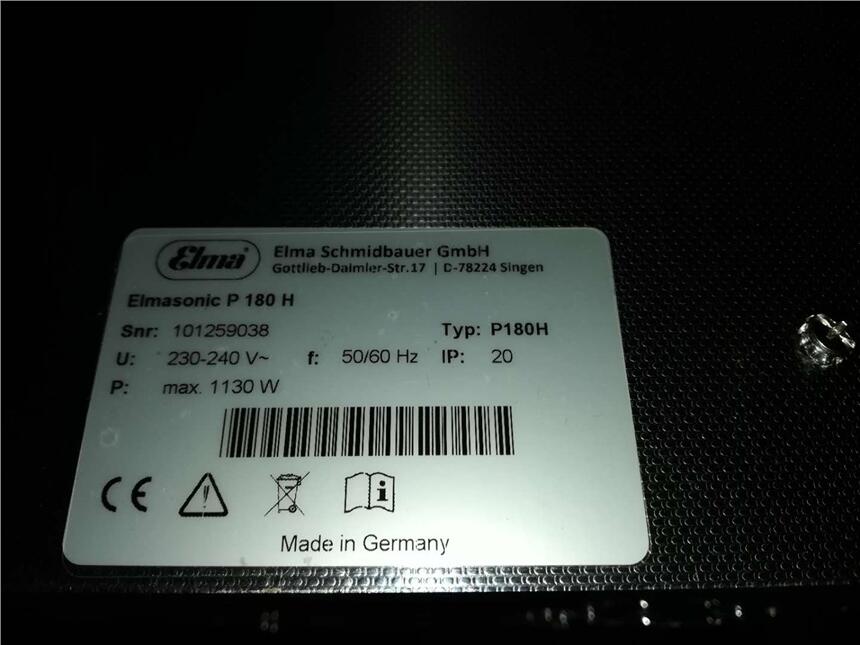 Elma® Elma Schmidbauer GmbH
Gottlieb-Daimler-Str.17 | D-78224 Singen
Elmasonic P 180 H
Snr: 101259038 Typ: P180H
U: 230-240 V~ f: 50/60 Hz IP: 20
P: max. 1130 W
CE
Made in Germany